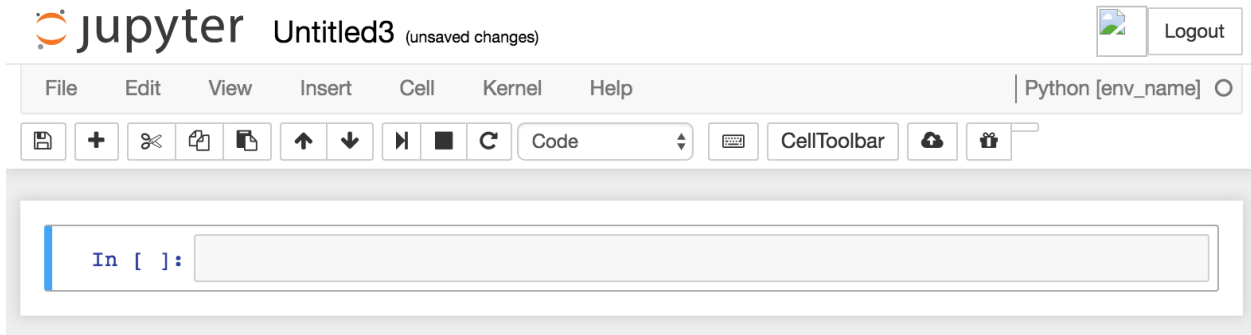 jupyter Untitled3 (unsaved changes) Logout
File Edit View Insert Cell Kernel Help Python [env_name]
Code CellToolbar
In [ ]: